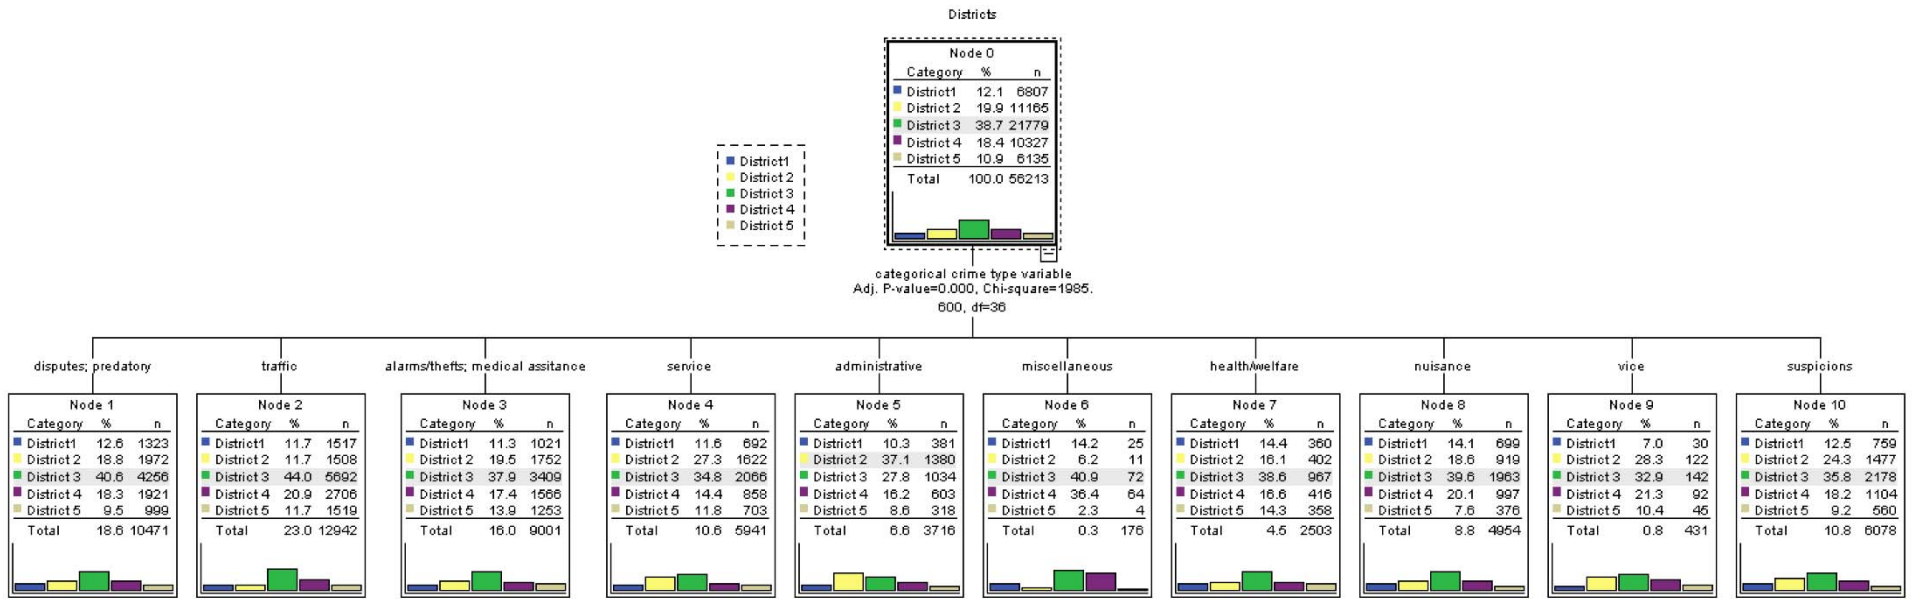 Districts
Node 0
Category % n
District1 12.1 6807
District 2 19.9 11165
District 3 38.7 21779
District 4 18.4 10327
District 5 10.9 6135
Total 100.0 56213
District1
District 2
District 3
District 4
District 5
categorical crime type variable
Adj. P-value=0.000, Chi-square=1985.
600, df=36
disputes; predatory
Node 1
Category % n
District1 12.6 1323
District 2 18.8 1972
District 3 40.6 4256
District 4 18.3 1921
District 5 9.5 999
Total 18.6 10471
traffic
Node 2
Category % n
District1 11.7 1517
District 2 11.7 1508
District 3 44.0 5692
District 4 20.9 2706
District 5 11.7 1519
Total 23.0 12942
alarms/thefts; medical assitance
Node 3
Category % n
District1 11.3 1021
District 2 19.5 1752
District 3 37.9 3409
District 4 17.4 1566
District 5 13.9 1253
Total 16.0 9001
service
Node 4
Category % n
District1 11.6 692
District 2 27.3 1622
District 3 34.8 2066
District 4 14.4 858
District 5 11.8 703
Total 10.6 5941
administrative
Node 5
Category % n
District1 10.3 381
District 2 37.1 1380
District 3 27.8 1034
District 4 16.2 603
District 5 8.6 318
Total 6.6 3716
miscellaneous
Node 6
Category % n
District1 14.2 25
District 2 6.2 11
District 3 40.9 72
District 4 36.4 64
District 5 2.3 4
Total 0.3 176
health/welfare
Node 7
Category % n
District1 14.4 360
District 2 16.1 402
District 3 38.6 967
District 4 16.6 416
District 5 14.3 358
Total 4.5 2503
nuisance
Node 8
Category % n
District1 14.1 699
District 2 18.6 919
District 3 39.6 1963
District 4 20.1 997
District 5 7.6 376
Total 8.8 4954
vice
Node 9
Category % n
District1 7.0 30
District 2 28.3 122
District 3 32.9 142
District 4 21.3 92
District 5 10.4 45
Total 0.8 431
suspicions
Node 10
Category % n
District1 12.5 759
District 2 24.3 1477
District 3 35.8 2178
District 4 18.2 1104
District 5 9.2 560
Total 10.8 6078